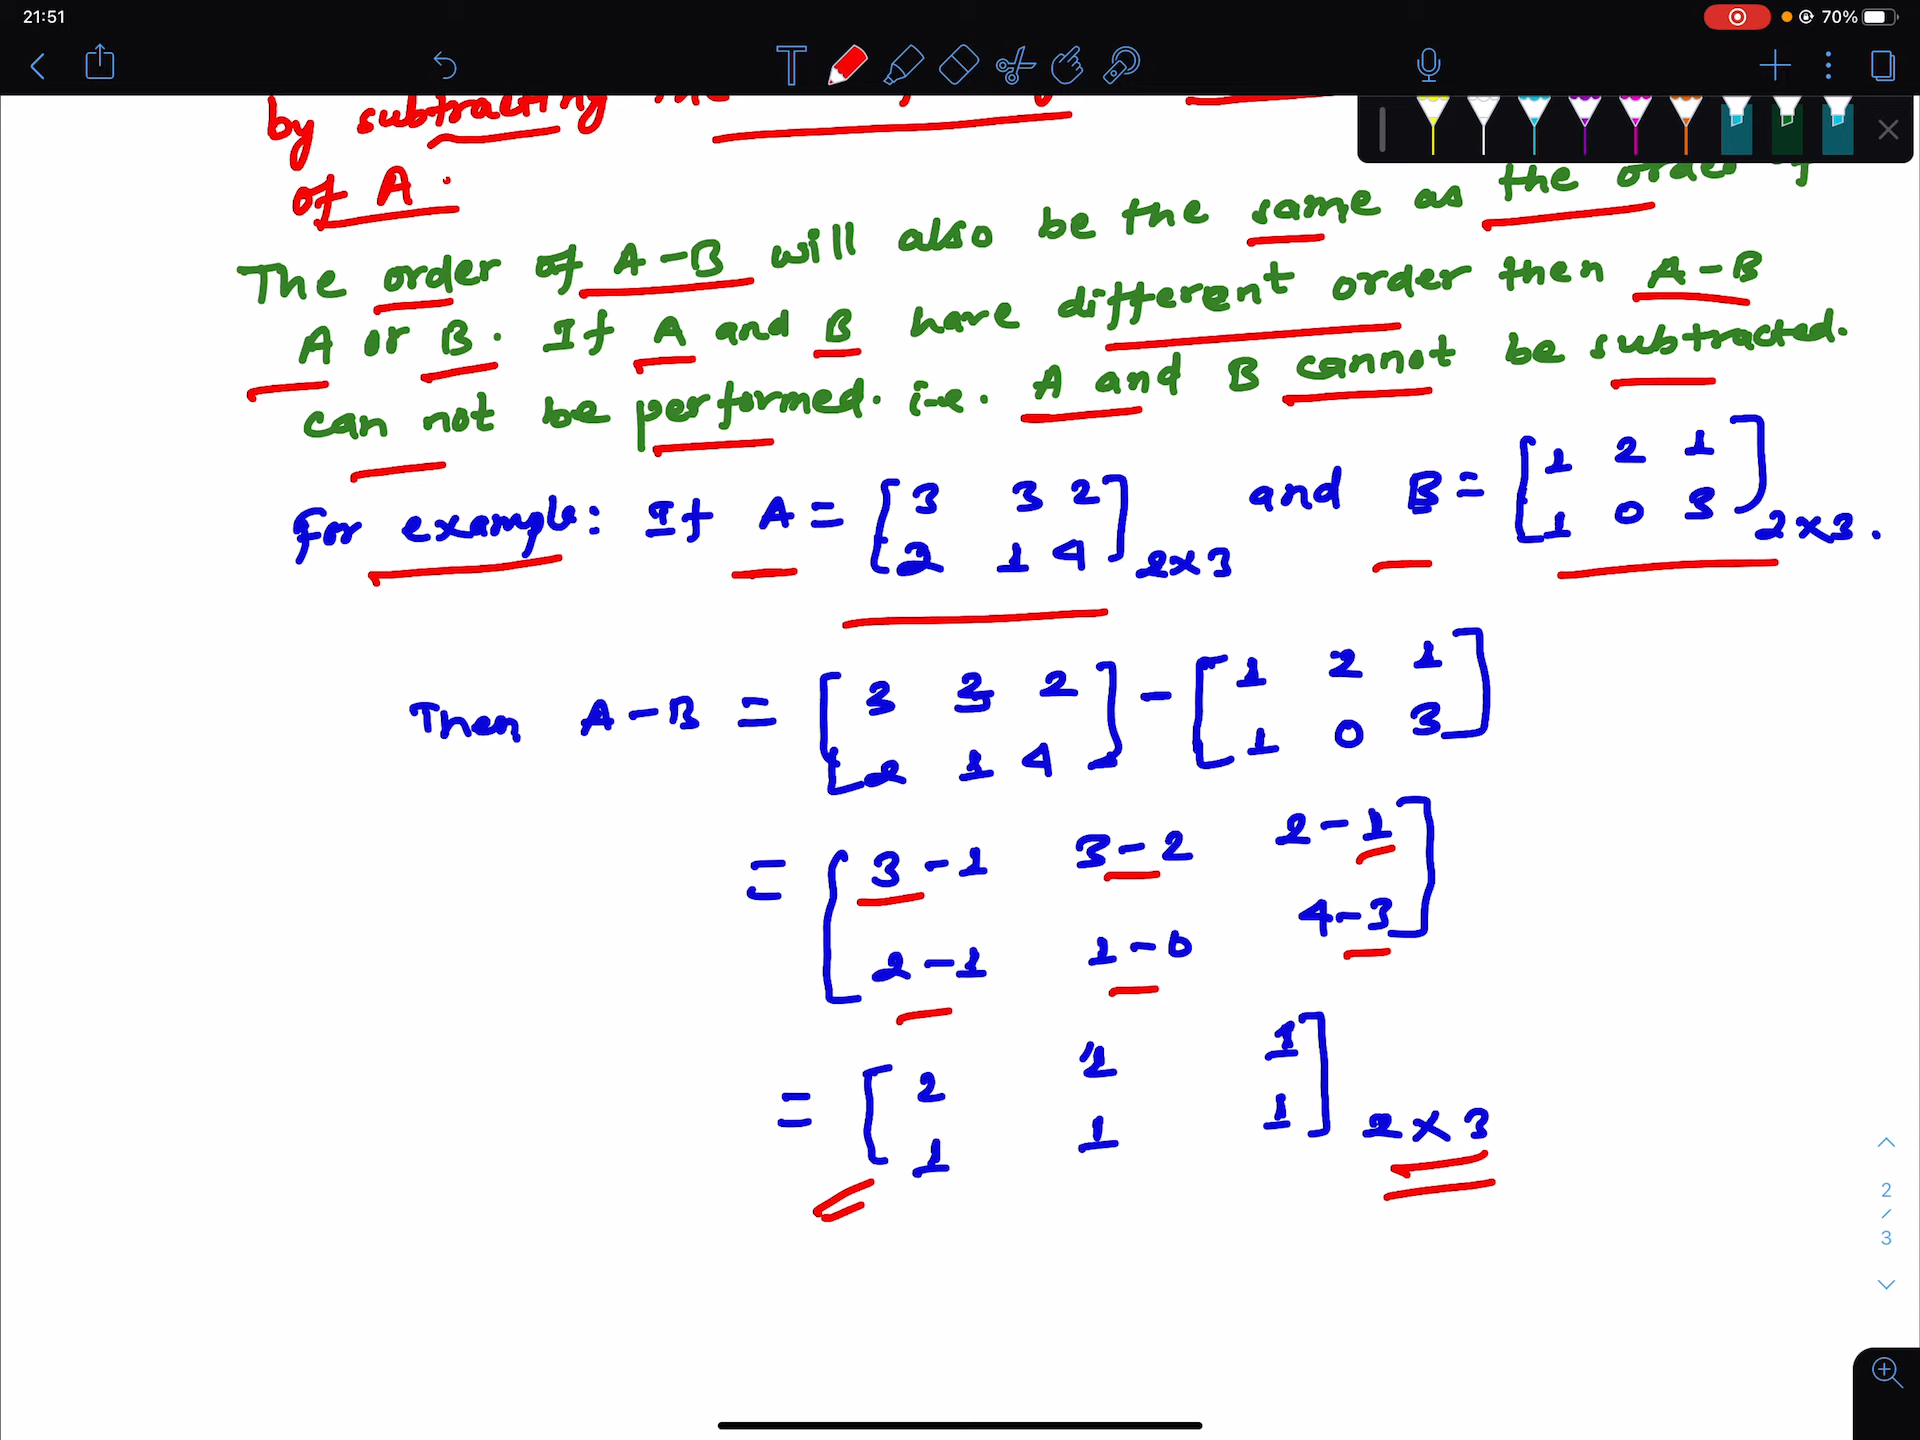 21:51
70%
by subtracting the
of A .
The order of A-B will also be the same as the order of
A or B. If A and B have different order then A-B
can not be performed. i.e. A and B cannot be subtracted.
For example: If A = [3 3 2
2 1 4] 2×3 and B = [1 2 1
1 0 3] 2×3.
Then A-B = [3 3 2
2 1 4] - [1 2 1
1 0 3]
= [3-1 3-2 2-1
2-1 1-0 4-3]
= [2 1 1
1 1 1] 2×3
2
/
3